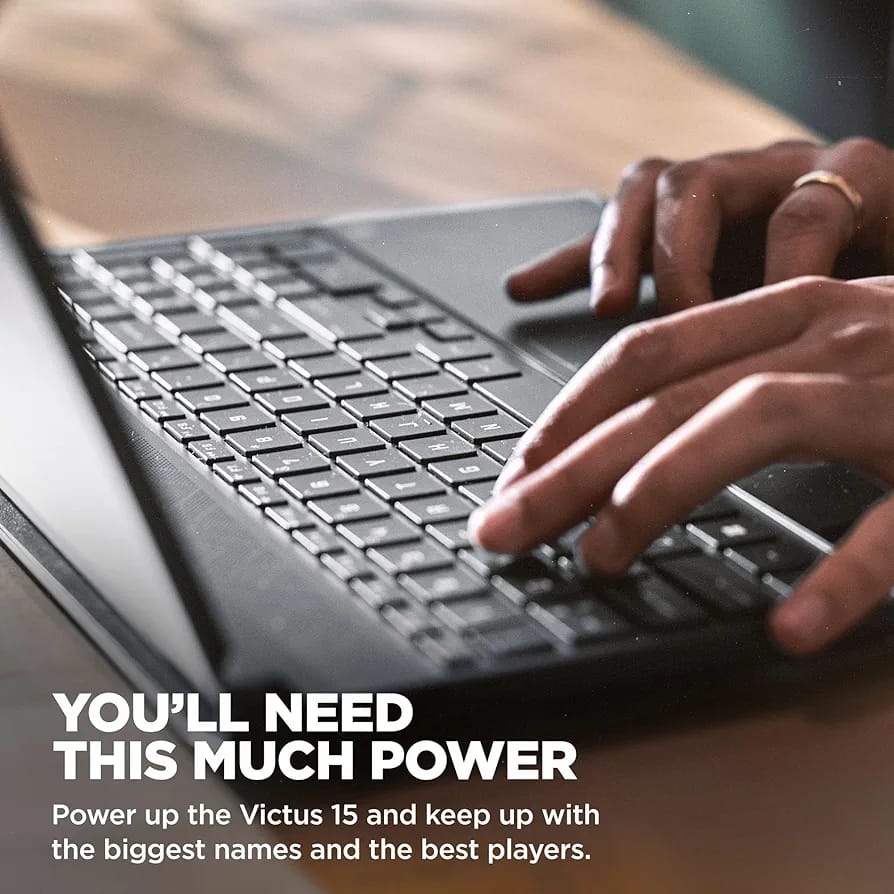 YOU'LL NEED
THIS MUCH POWER
Power up the Victus 15 and keep up with
the biggest names and the best players.